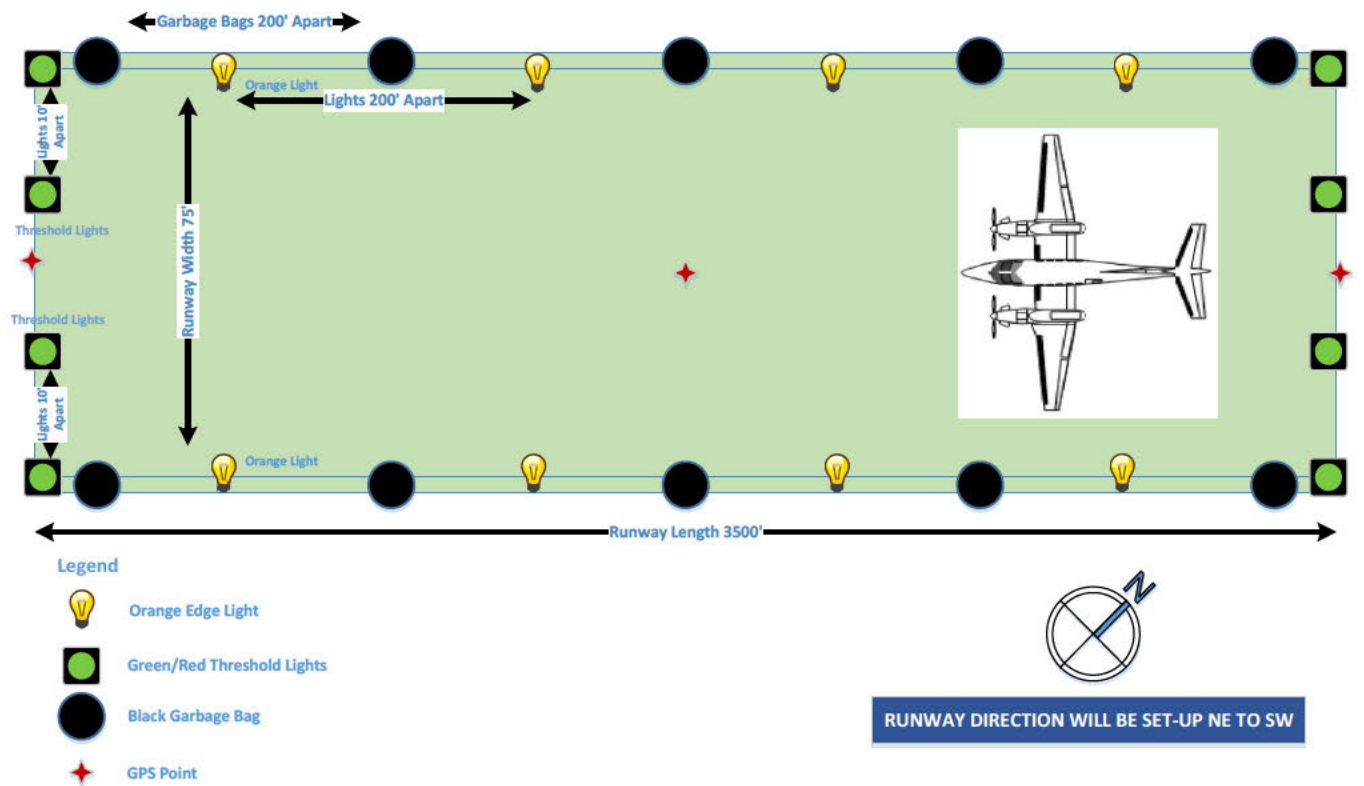 Garbage Bags 200' Apart
Orange Light
Lights 200' Apart
Lights 10'
Apart
Threshold Lights
Runway Width 75'
Threshold Lights
Lights 10'
Apart
Orange Light
Runway Length 3500'
Legend
Orange Edge Light
Green/Red Threshold Lights
Black Garbage Bag
GPS Point
N
RUNWAY DIRECTION WILL BE SET-UP NE TO SW